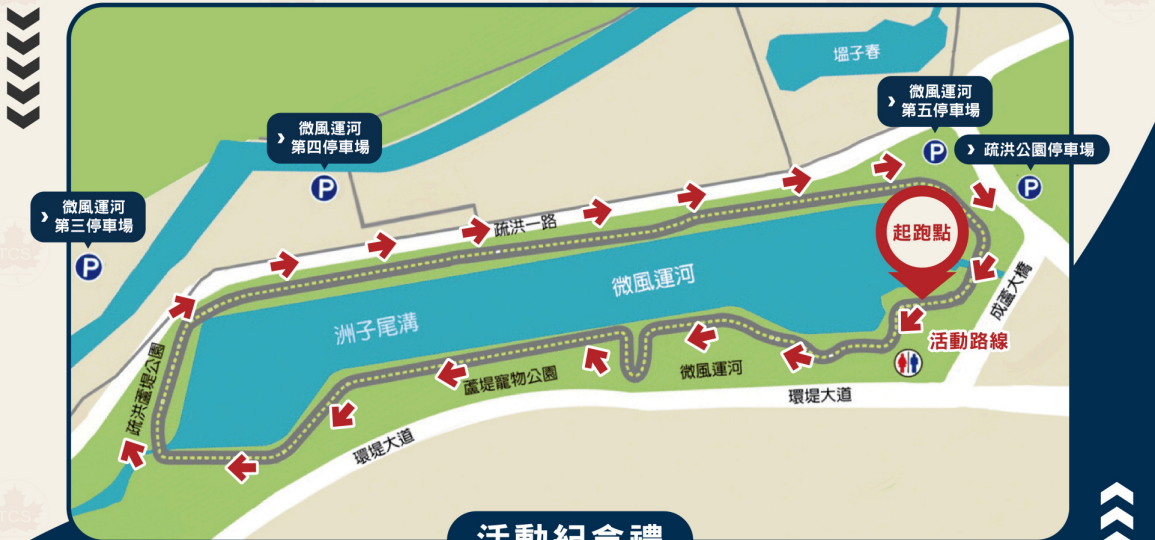 塭子春
微風運河
第五停車場
疏洪公園停車場
微風運河
第四停車場
微風運河
第三停車場
P
P
P
P
疏洪一路
起跑點
微風運河
洲子尾溝
成蘆大橋
活動路線
疏洪蘆堤公園
蘆堤寵物公園
微風運河
環堤大道
環堤大道
TCS
TCS